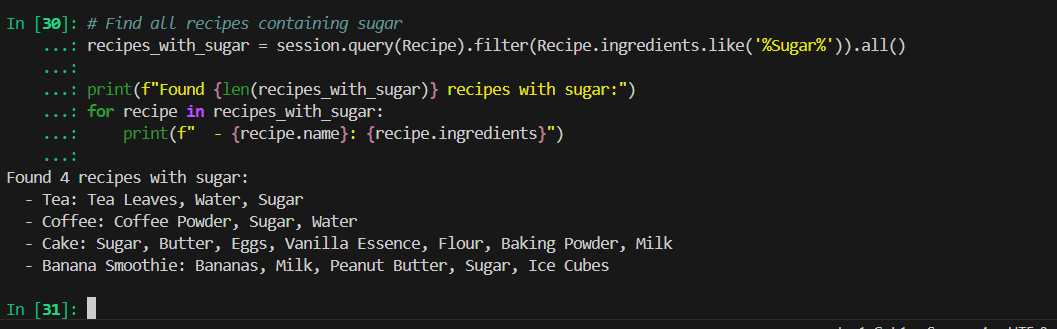 In [30]: # Find all recipes containing sugar
    ...: recipes_with_sugar = session.query(Recipe).filter(Recipe.ingredients.like('%Sugar%')).all()
    ...:
    ...: print(f"Found {len(recipes_with_sugar)} recipes with sugar:")
    ...: for recipe in recipes_with_sugar:
    ...:     print(f"  - {recipe.name}: {recipe.ingredients}")
    ...:
Found 4 recipes with sugar:
  - Tea: Tea Leaves, Water, Sugar
  - Coffee: Coffee Powder, Sugar, Water
  - Cake: Sugar, Butter, Eggs, Vanilla Essence, Flour, Baking Powder, Milk
  - Banana Smoothie: Bananas, Milk, Peanut Butter, Sugar, Ice Cubes
In [31]: